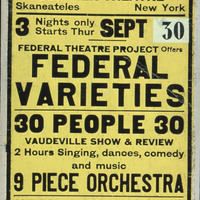 Skaneateles New York
3 Nights only Starts Thur SEPT 30
FEDERAL THEATRE PROJECT Offers
FEDERAL
VARIETIES
30 PEOPLE 30
VAUDEVILLE SHOW & REVIEW
2 Hours Singing, dances, comedy
and music
9 PIECE ORCHESTRA